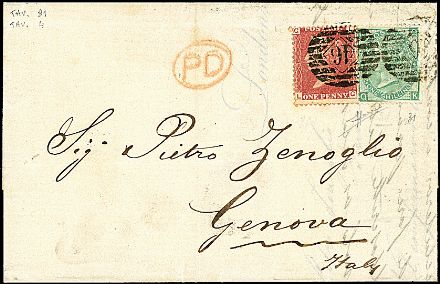 TAV. 91
TAV. 4
PD
ONE PENNY
L G
G K
Sig. Pietro Zenoglio
Genova
Italy